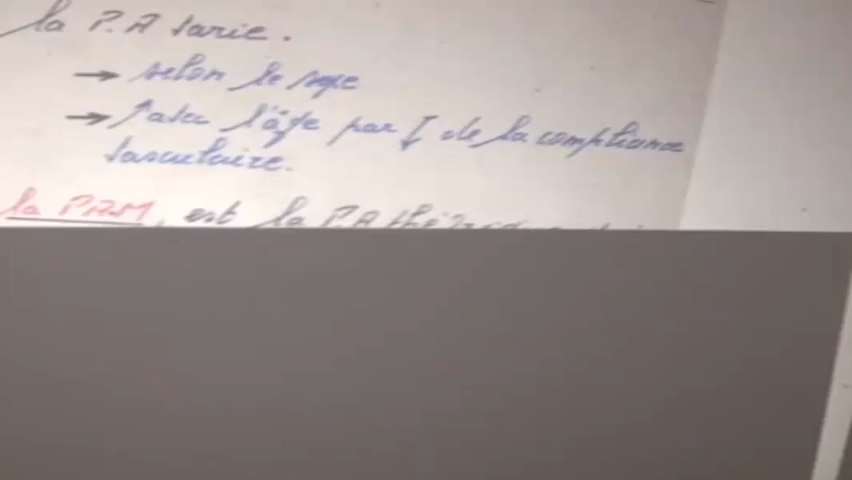 la P.A varie.
→ selon le sexe
→ ↑ avec l'âge par ↓ de la compliance
vasculaire.
la PAM, est la P.A